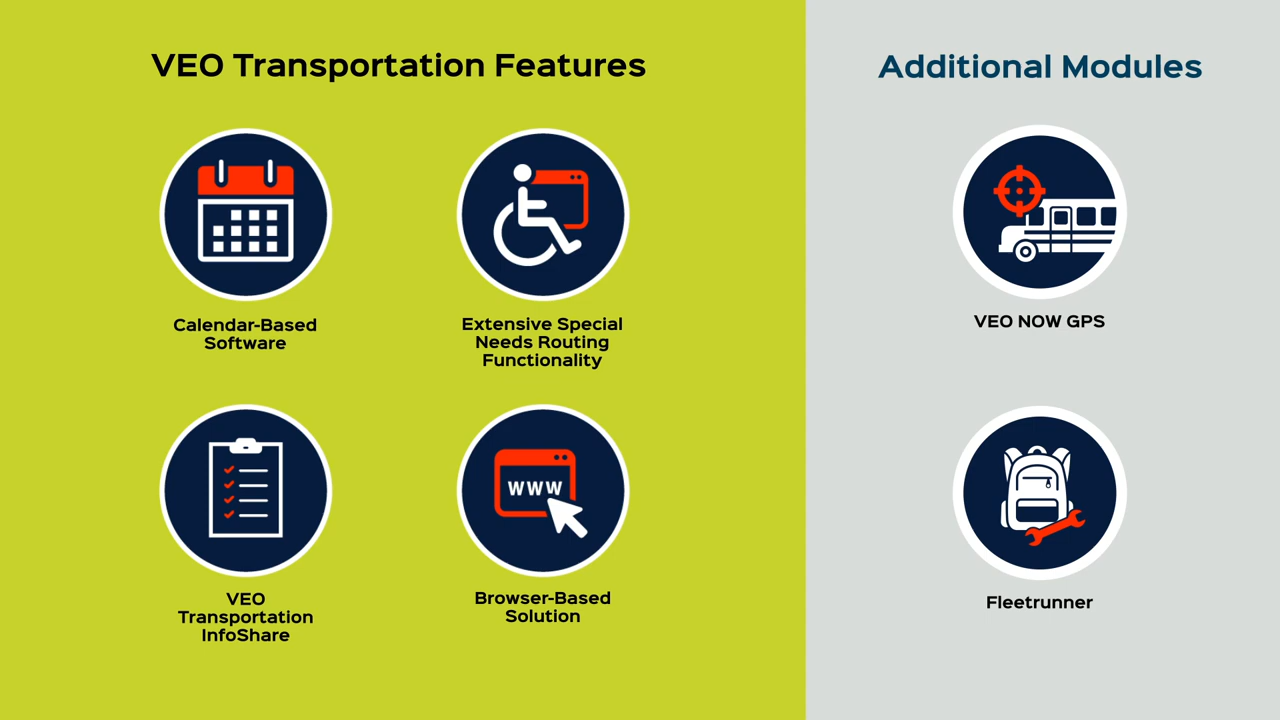 VEO Transportation Features
Calendar-Based
Software
Extensive Special
Needs Routing
Functionality
VEO
Transportation
InfoShare
WWW
Browser-Based
Solution
Additional Modules
VEO NOW GPS
Fleetrunner